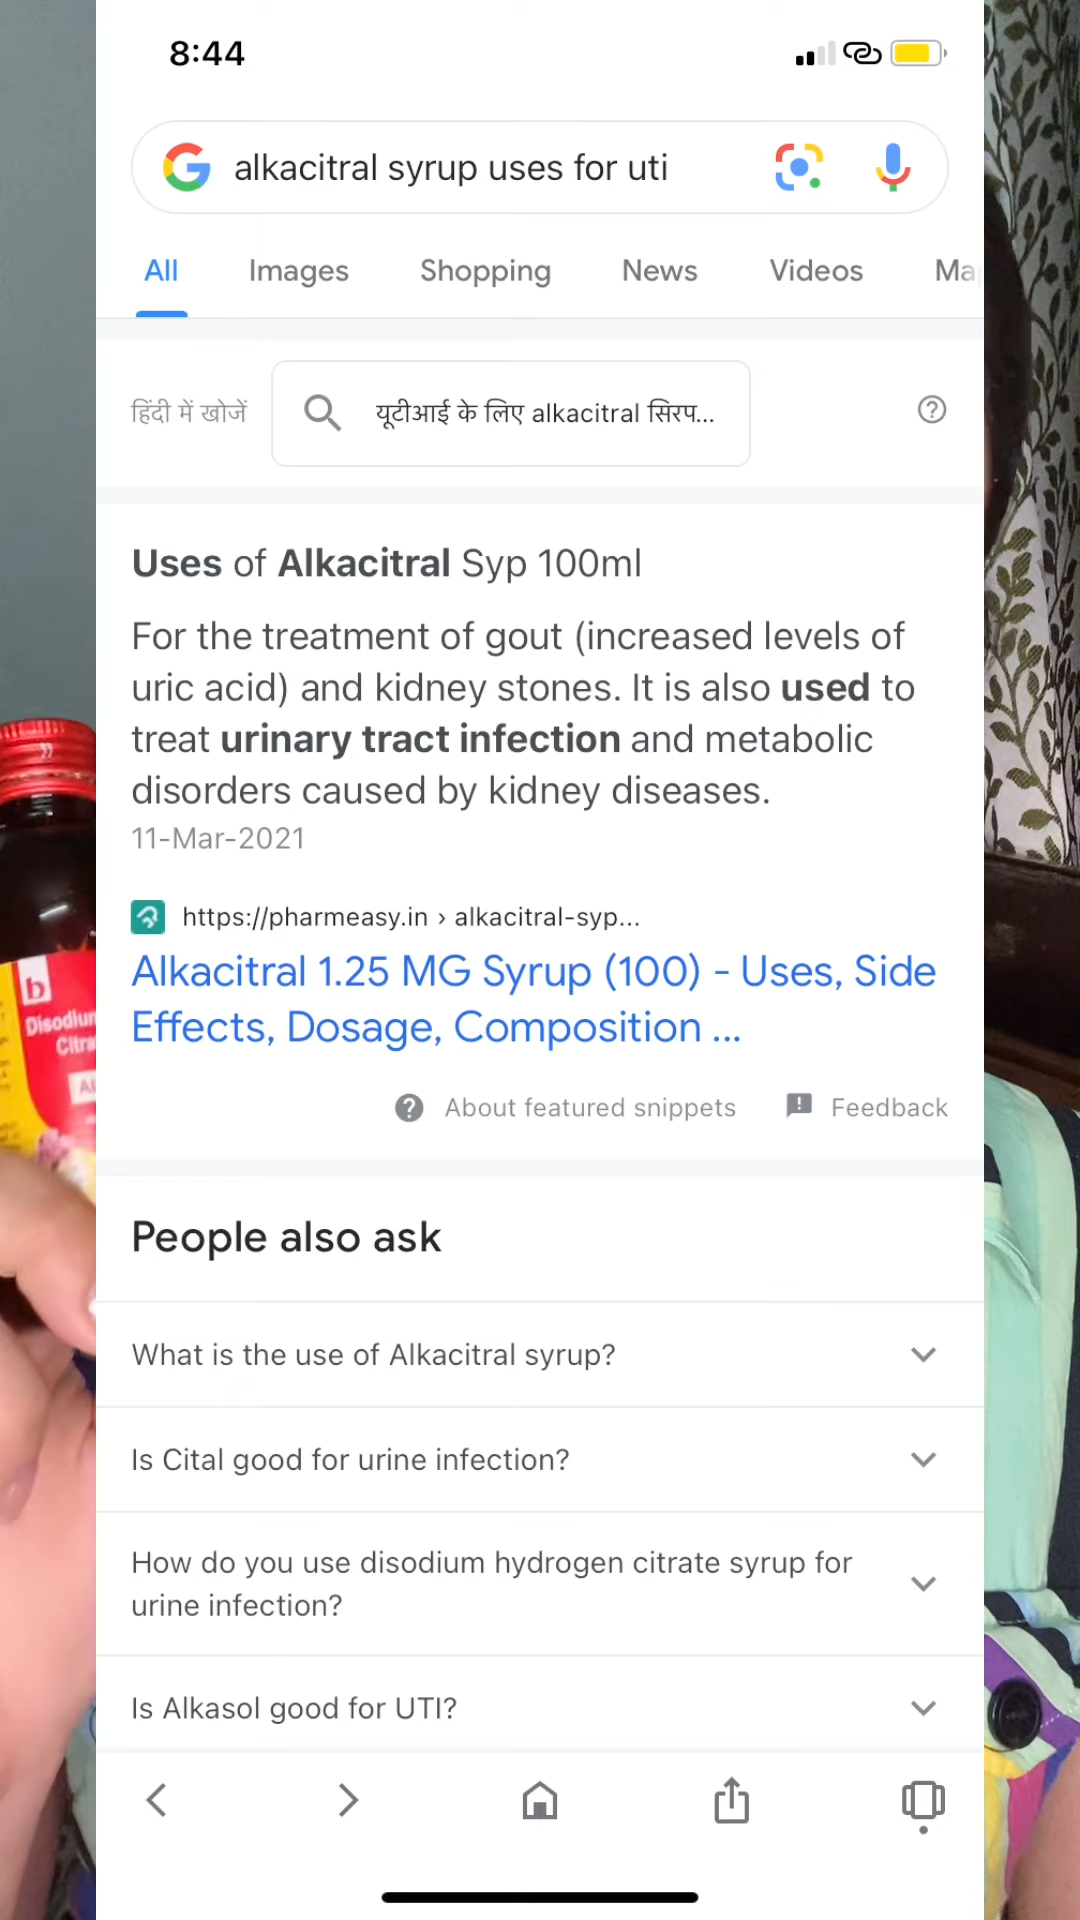 8:44
alkacitral syrup uses for uti
All Images Shopping News Videos
हिंदी में खोजें
यूटीआई के लिए alkacitral सिरप...
Uses of Alkacitral Syp 100ml
For the treatment of gout (increased levels of
uric acid) and kidney stones. It is also used to
treat urinary tract infection and metabolic
disorders caused by kidney diseases.
11-Mar-2021
https://pharmeasy.in › alkacitral-syp...
Alkacitral 1.25 MG Syrup (100) - Uses, Side
Effects, Dosage, Composition ...
About featured snippets
Feedback
People also ask
What is the use of Alkacitral syrup?
Is Cital good for urine infection?
How do you use disodium hydrogen citrate syrup for
urine infection?
Is Alkasol good for UTI?
b